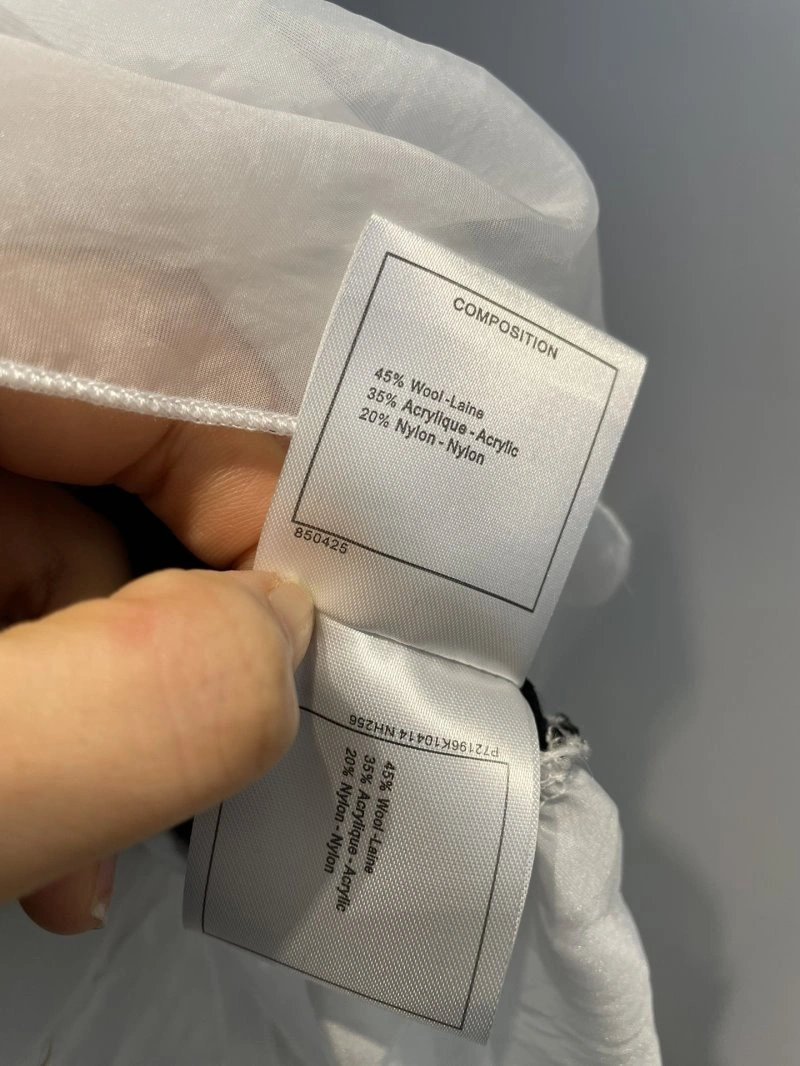 COMPOSITION
45% Wool-Laine
35% Acrylique-Acrylic
20% Nylon-Nylon
850425
P72196K10414 NH256
45% Wool-Laine
35% Acrylique-Acrylic
20% Nylon-Nylon